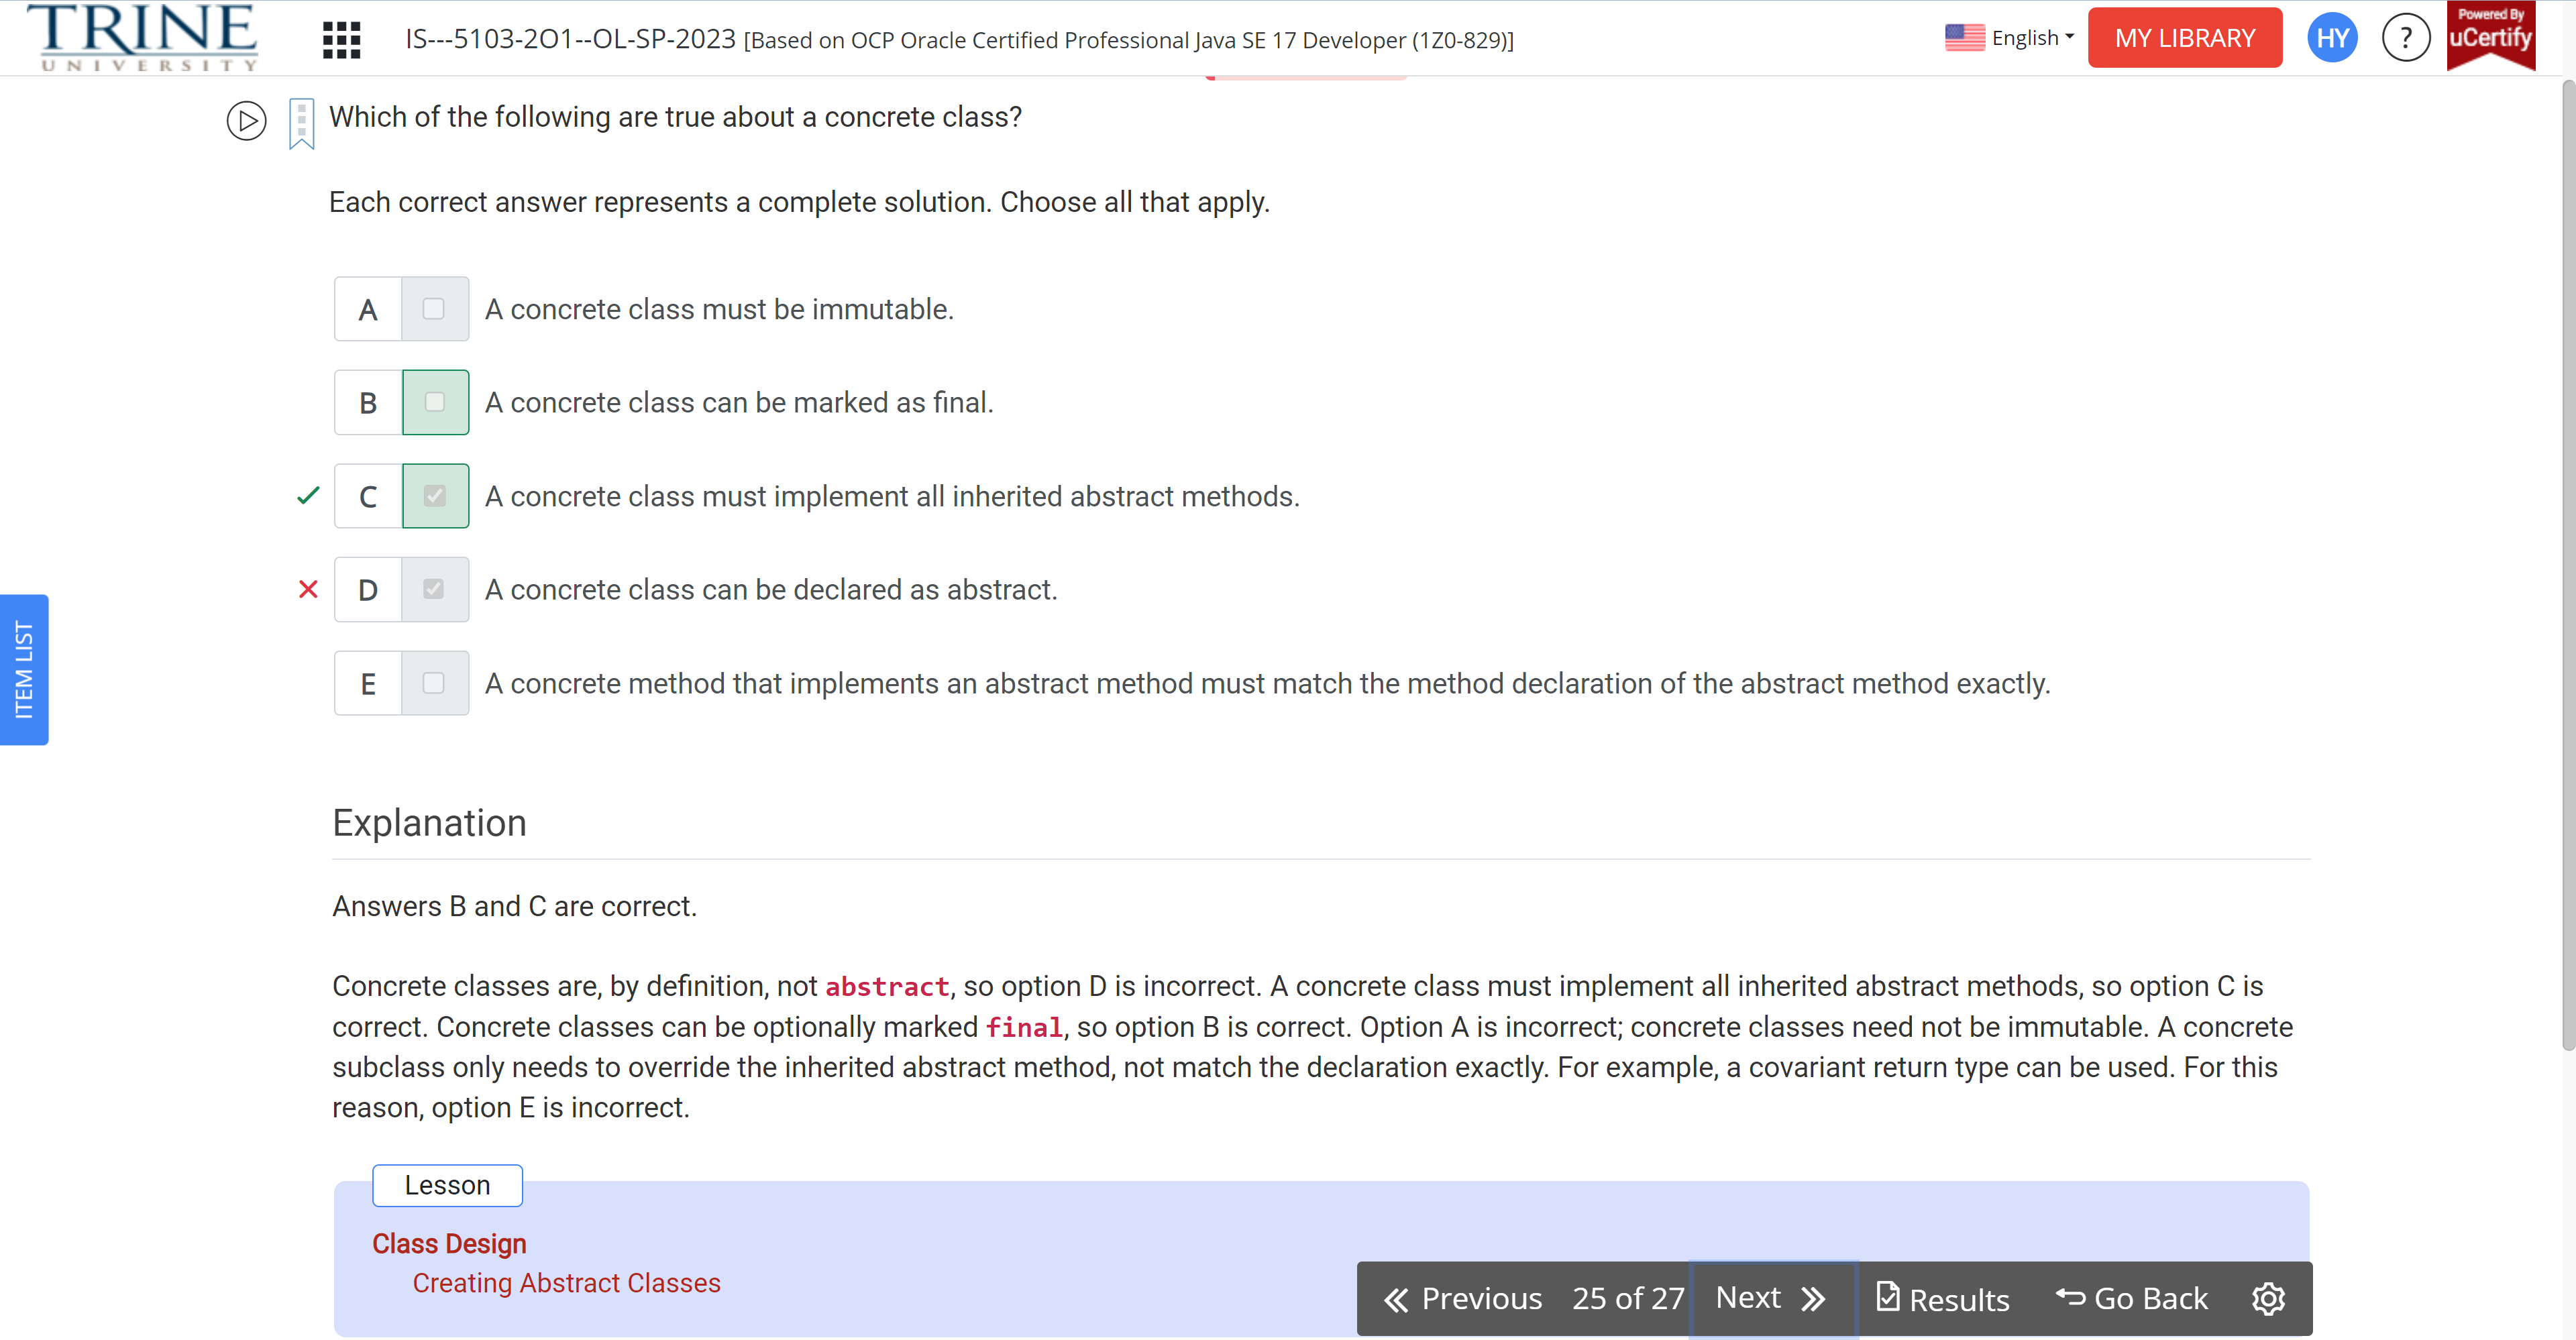 TRINE
UNIVERSITY
IS---5103-2O1--OL-SP-2023 [Based on OCP Oracle Certified Professional Java SE 17 Developer (1Z0-829)]
English
MY LIBRARY
HY
?
Powered By
uCertify
Which of the following are true about a concrete class?
Each correct answer represents a complete solution. Choose all that apply.
A A concrete class must be immutable.
B A concrete class can be marked as final.
C A concrete class must implement all inherited abstract methods.
D A concrete class can be declared as abstract.
E A concrete method that implements an abstract method must match the method declaration of the abstract method exactly.
ITEM LIST
Explanation
Answers B and C are correct.
Concrete classes are, by definition, not abstract, so option D is incorrect. A concrete class must implement all inherited abstract methods, so option C is
correct. Concrete classes can be optionally marked final, so option B is correct. Option A is incorrect; concrete classes need not be immutable. A concrete
subclass only needs to override the inherited abstract method, not match the declaration exactly. For example, a covariant return type can be used. For this
reason, option E is incorrect.
Lesson
Class Design
Creating Abstract Classes
Previous 25 of 27 Next Results Go Back